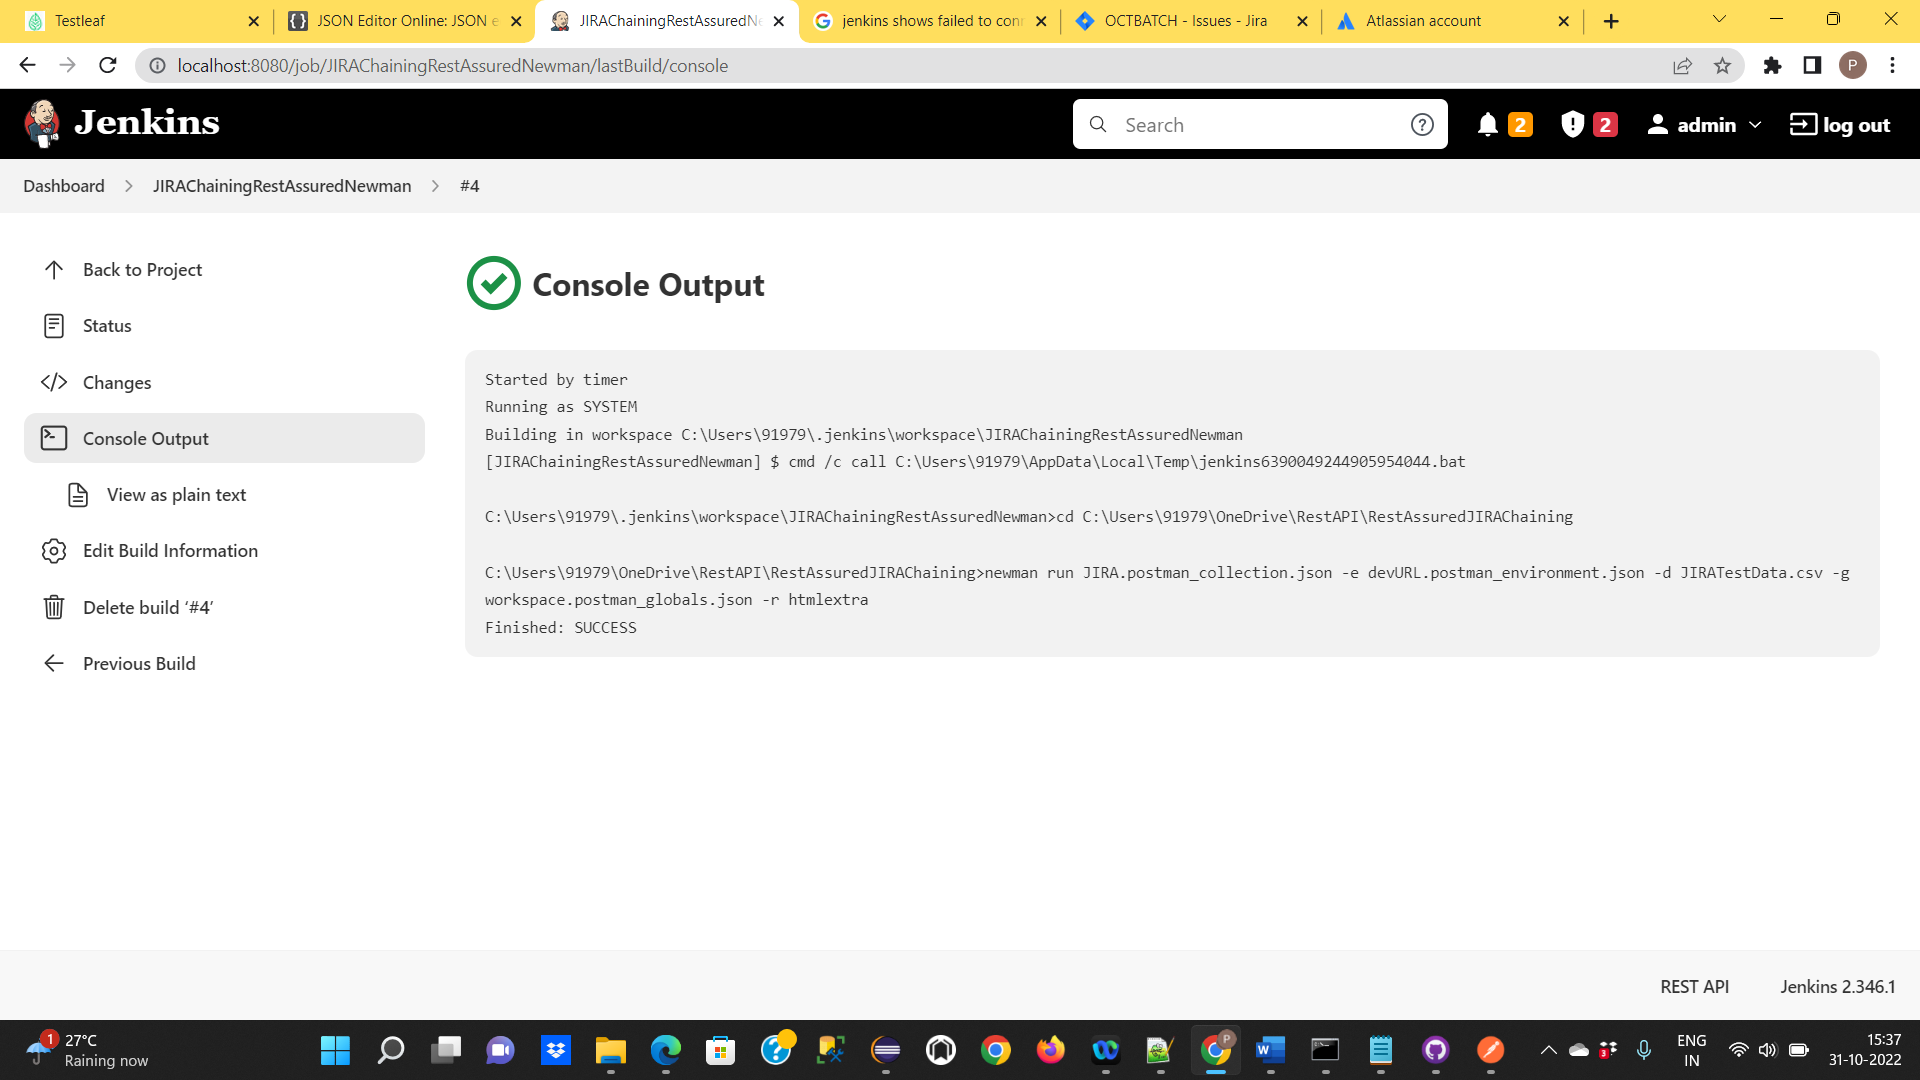 Testleaf
JSON Editor Online: JSON e
JIRAChainingRestAssuredNe
jenkins shows failed to conn
OCTBATCH - Issues - Jira
Atlassian account
localhost:8080/job/JIRAChainingRestAssuredNewman/lastBuild/console
P
Jenkins
Search
2
2
admin
log out
Dashboard
JIRAChainingRestAssuredNewman
#4
Back to Project
Status
Changes
Console Output
View as plain text
Edit Build Information
Delete build ‘#4’
Previous Build
Console Output
Started by timer
Running as SYSTEM
Building in workspace C:\Users\91979\.jenkins\workspace\JIRAChainingRestAssuredNewman
[JIRAChainingRestAssuredNewman] $ cmd /c call C:\Users\91979\AppData\Local\Temp\jenkins6390049244905954044.bat
C:\Users\91979\.jenkins\workspace\JIRAChainingRestAssuredNewman>cd C:\Users\91979\OneDrive\RestAPI\RestAssuredJIRAChaining
C:\Users\91979\OneDrive\RestAPI\RestAssuredJIRAChaining>newman run JIRA.postman_collection.json -e devURL.postman_environment.json -d JIRATestData.csv -g
workspace.postman_globals.json -r htmlextra
Finished: SUCCESS
REST API
Jenkins 2.346.1
1
27°C
Raining now
P
3
ENG
IN
15:37
31-10-2022